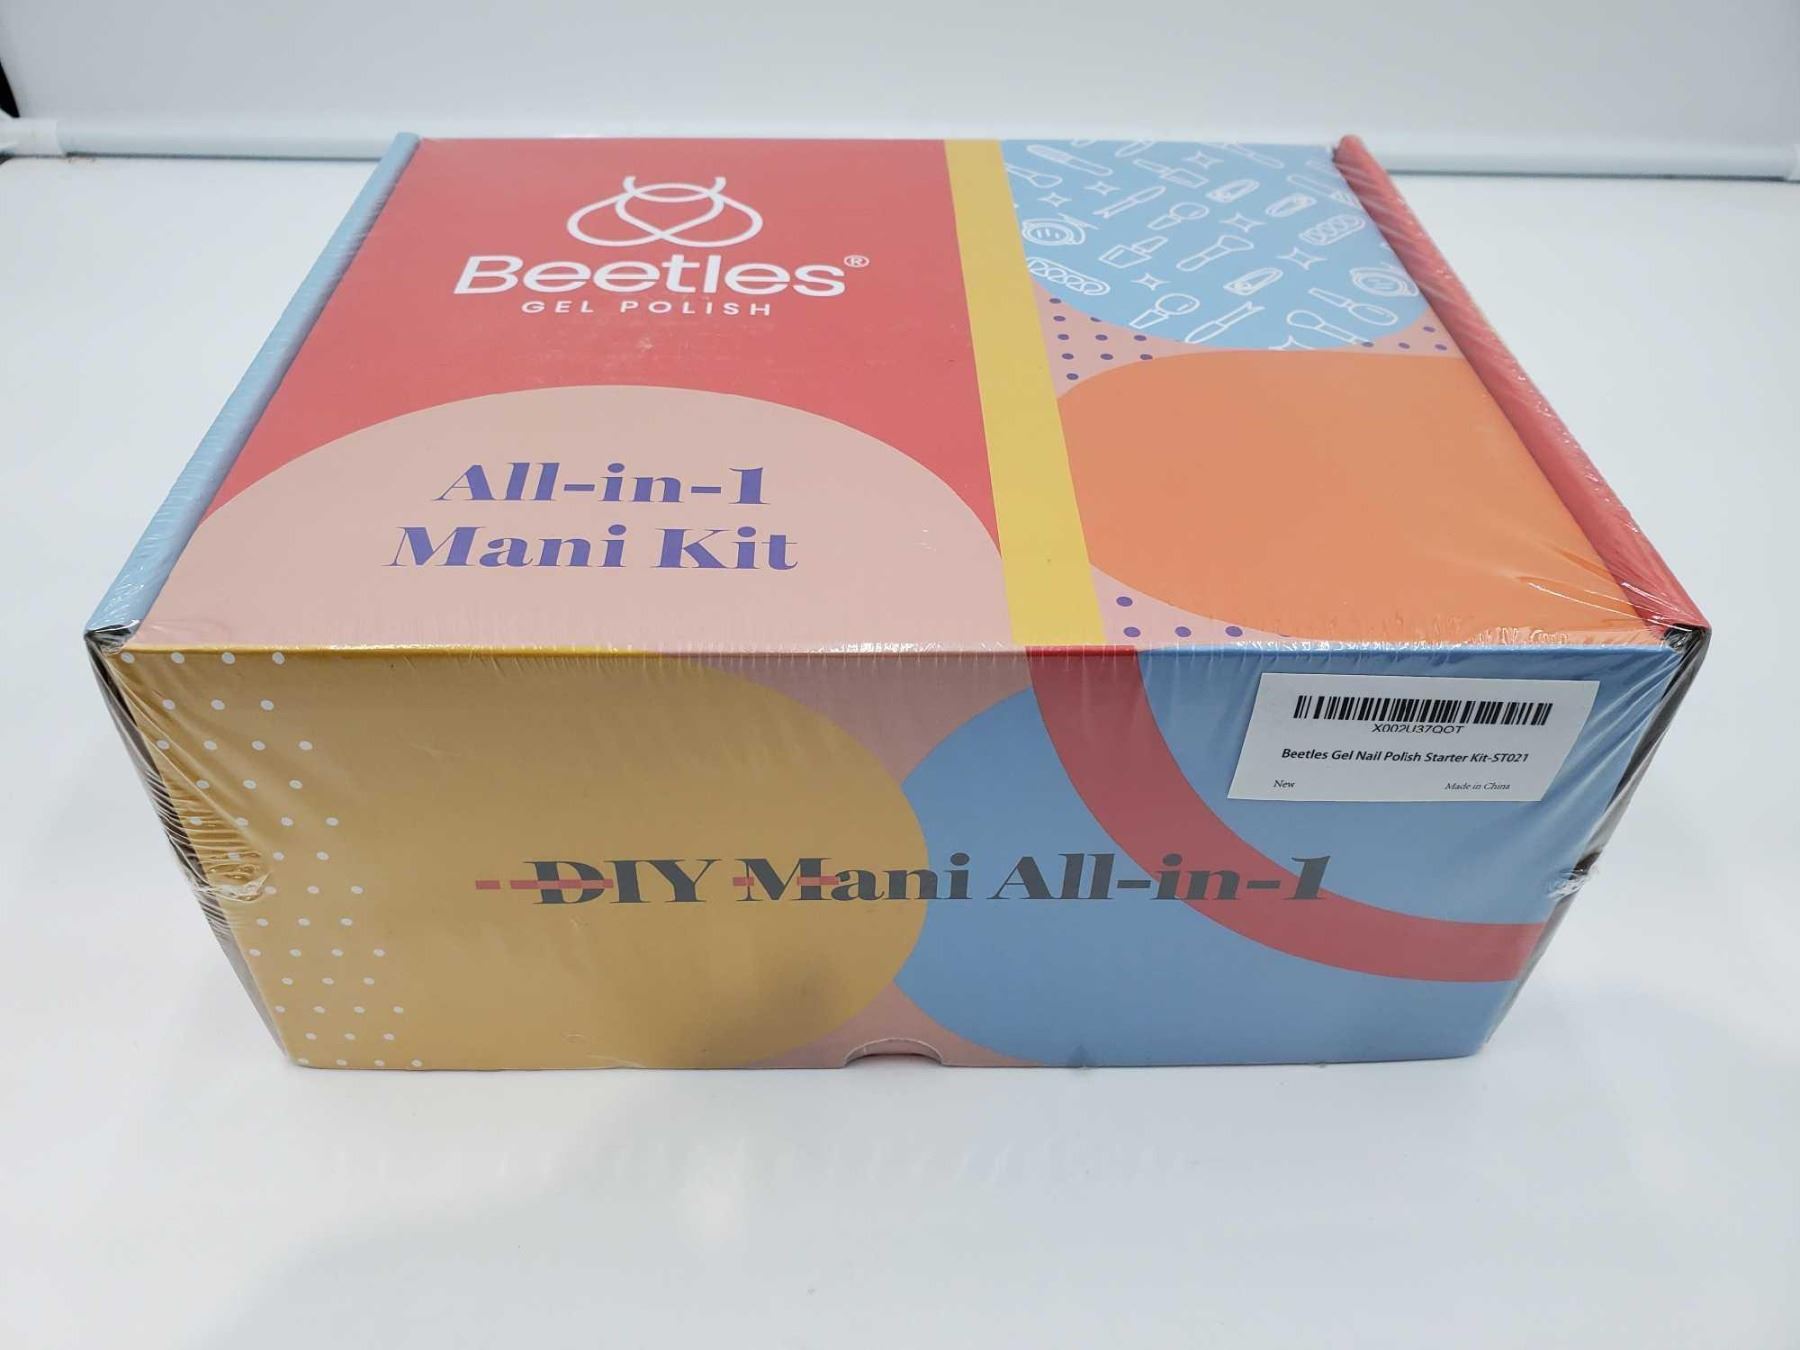 Beetles®
GEL POLISH
All-in-1
Mani Kit
X002U37QOT
Beetles Gel Nail Polish Starter Kit-ST021
New
Made in China
DIY Mani All-in-1